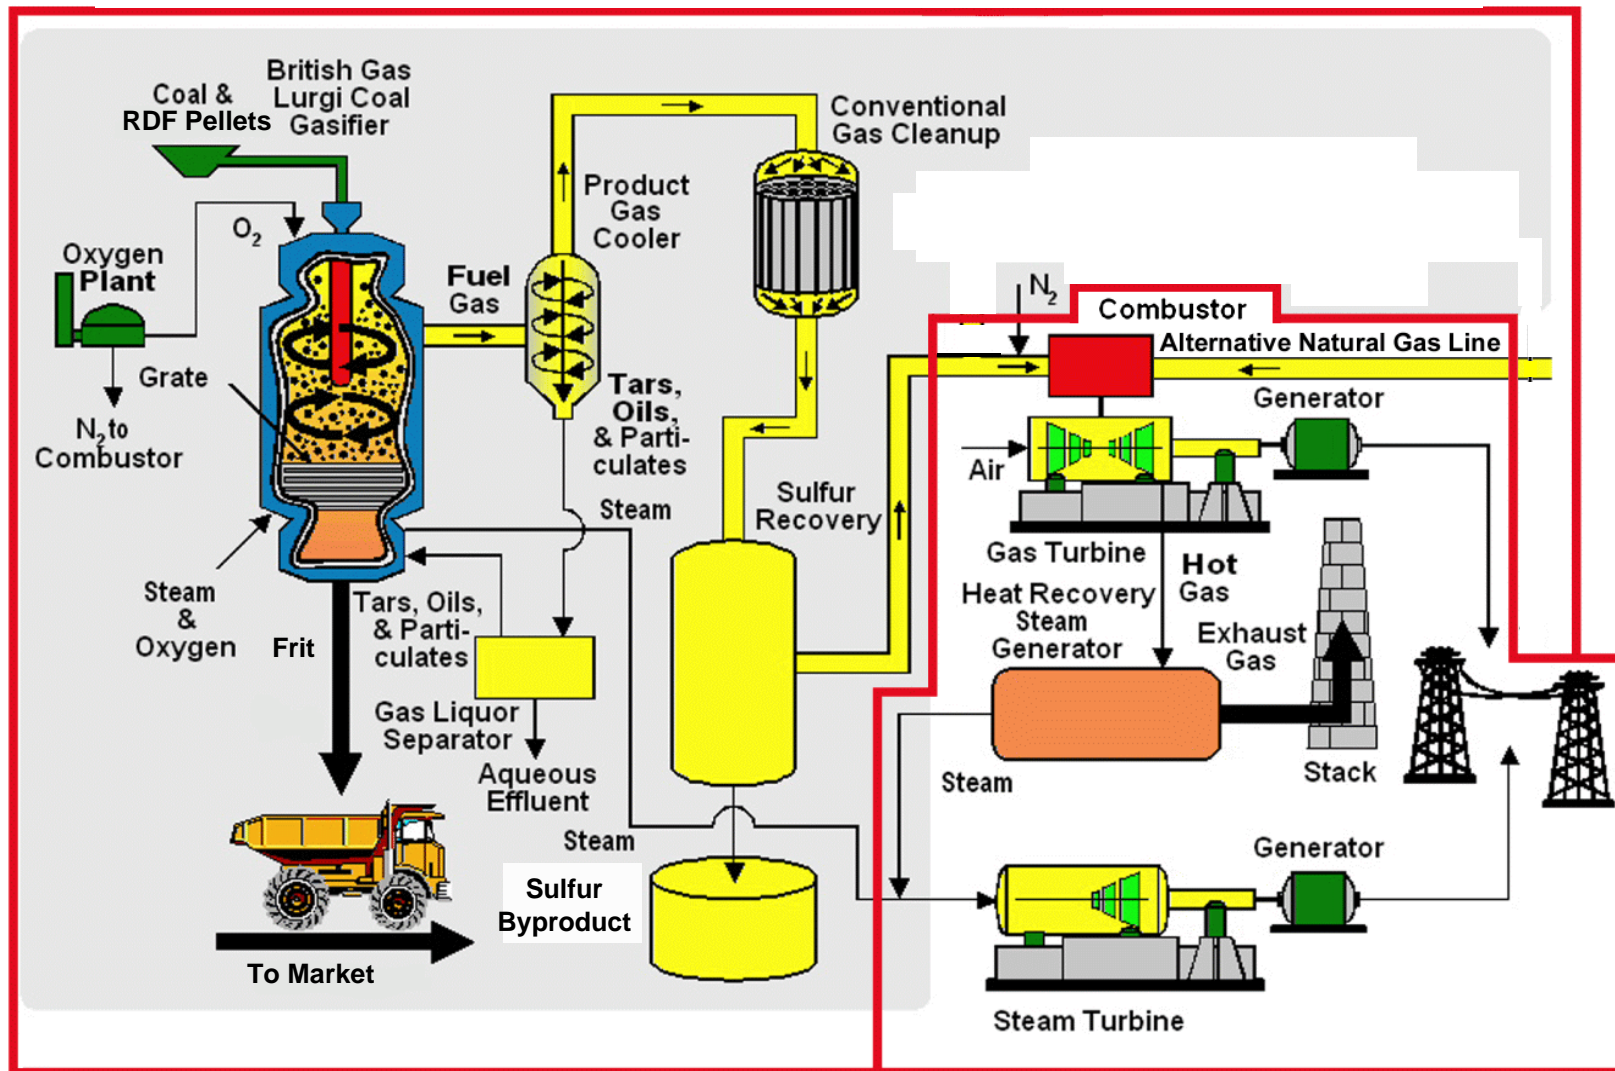 Coal &
RDF Pellets
British Gas
Lurgi Coal
Gasifier
O2
Oxygen
Plant
Grate
N2 to
Combustor
Steam
&
Oxygen
Frit
To Market
Fuel
Gas
Product
Gas
Cooler
Tars,
Oils,
& Parti-
culates
Steam
Tars, Oils,
& Parti-
culates
Gas Liquor
Separator
Aqueous
Effluent
Steam
Sulfur
Byproduct
Conventional
Gas Cleanup
Sulfur
Recovery
N2
Combustor
Alternative Natural Gas Line
Generator
Air
Gas Turbine
Hot
Gas
Heat Recovery
Steam
Generator
Exhaust
Gas
Stack
Steam
Generator
Steam Turbine